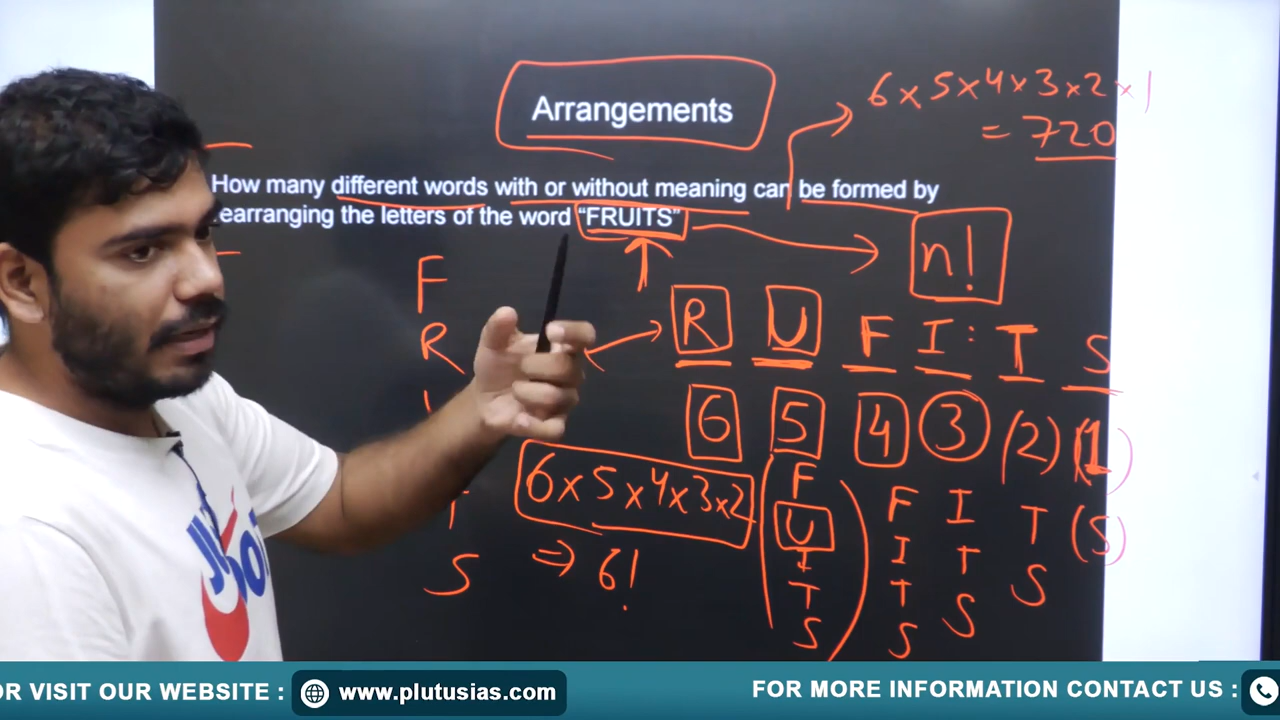 Arrangements
6×5×4×3×2×1
= 720
How many different words with or without meaning can be formed by
rearranging the letters of the word “FRUITS”
n!
F
R
S
R U F I : T S
6 5 4 3 (2) (1)
6×5×4×3×2
⇒ 6!
F
U
I
T
S
F
I
T
S
I
T
S
T
S
(S)
JUST
DO
OR VISIT OUR WEBSITE :
www.plutusias.com
FOR MORE INFORMATION CONTACT US :